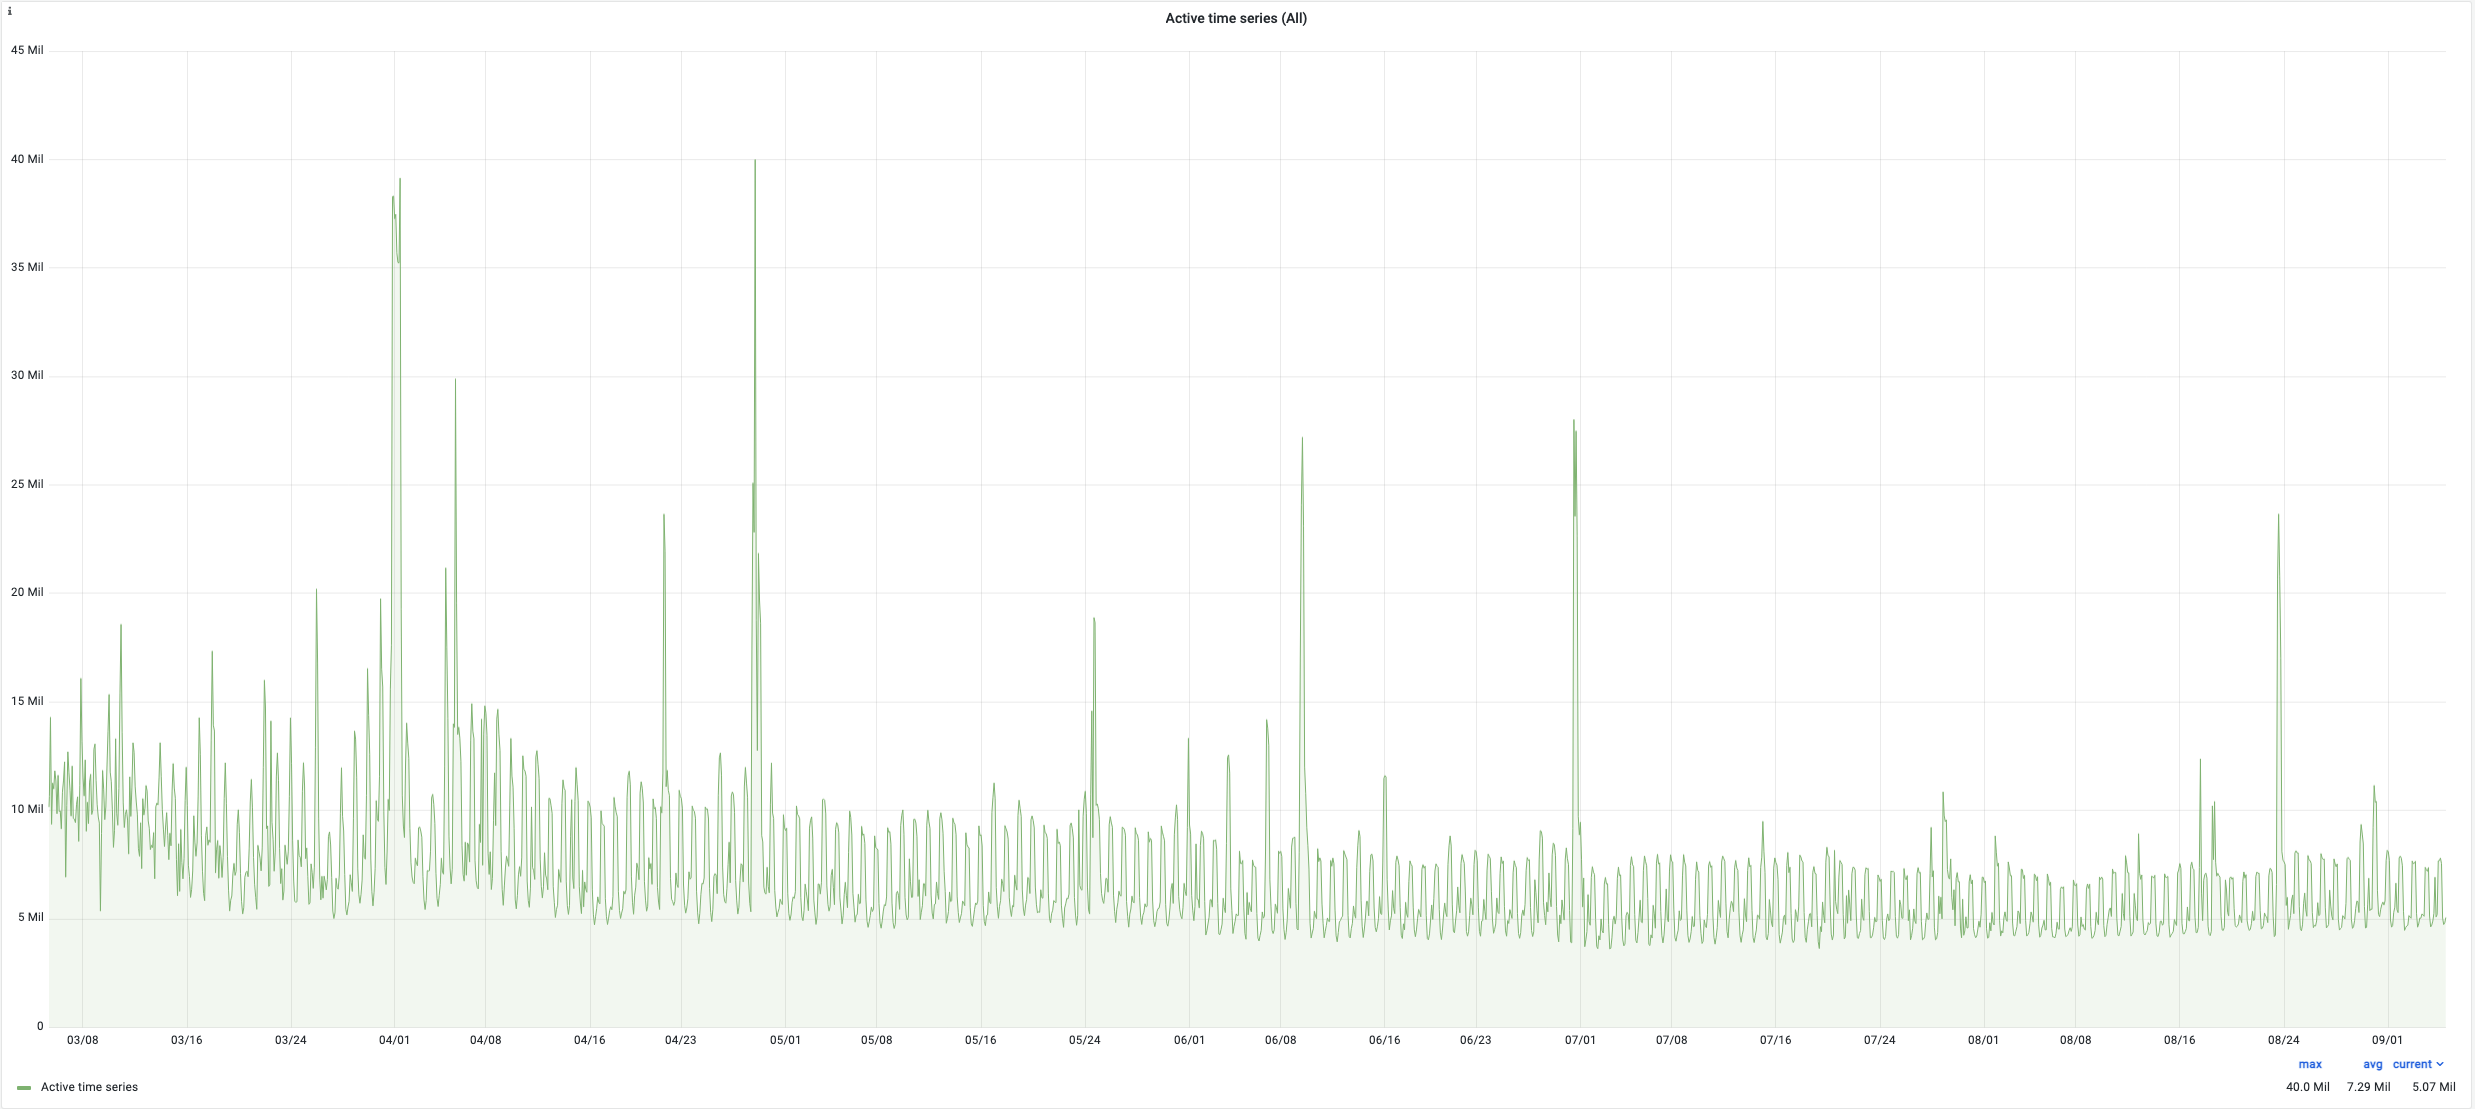 i
Active time series (All)
45 Mil
40 Mil
35 Mil
30 Mil
25 Mil
20 Mil
15 Mil
10 Mil
5 Mil
0
03/08 03/16 03/24 04/01 04/08 04/16 04/23 05/01 05/08 05/16 05/24 06/01 06/08 06/16 06/23 07/01 07/08 07/16 07/24 08/01 08/08 08/16 08/24 09/01
max avg current
Active time series 40.0 Mil 7.29 Mil 5.07 Mil